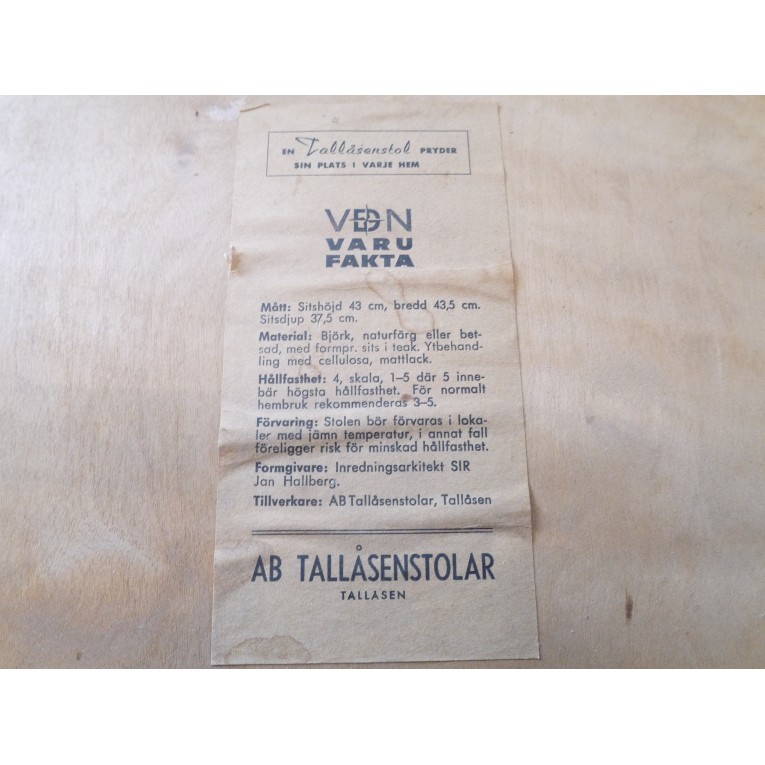 EN Tallåsenstol PRYDER
SIN PLATS I VARJE HEM
VDN
VARU
FAKTA
Mått: Sitshöjd 43 cm, bredd 43,5 cm.
Sitsdjup 37,5 cm.
Material: Björk, naturfärg eller bet-
sad, med formpr. sits i teak. Ytbehand-
ling med cellulosa, mattlack.
Hållfasthet: 4, skala, 1–5 där 5 inne-
bär högsta hållfasthet. För normalt
hembruk rekommenderas 3–5.
Förvaring: Stolen bör förvaras i loka-
ler med jämn temperatur, i annat fall
föreligger risk för minskad hållfasthet.
Formgivare: Inredningsarkitekt SIR
Jan Hallberg.
Tillverkare: AB Tallåsenstolar, Tallåsen
AB TALLÅSENSTOLAR
TALLÅSEN